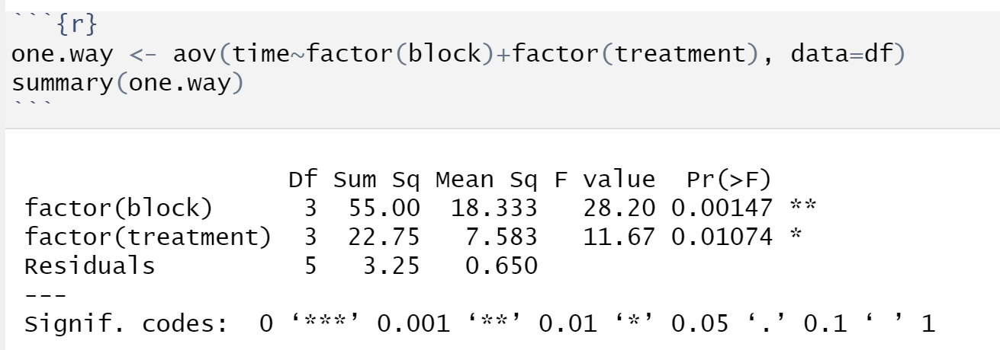 ```{r}
one.way <- aov(time~factor(block)+factor(treatment), data=df)
summary(one.way)
```
                  Df Sum Sq Mean Sq F value  Pr(>F)
factor(block)      3  55.00  18.333   28.20 0.00147 **
factor(treatment)  3  22.75   7.583   11.67 0.01074 *
Residuals          5   3.25   0.650
---
Signif. codes:  0 ‘***’ 0.001 ‘**’ 0.01 ‘*’ 0.05 ‘.’ 0.1 ‘ ’ 1